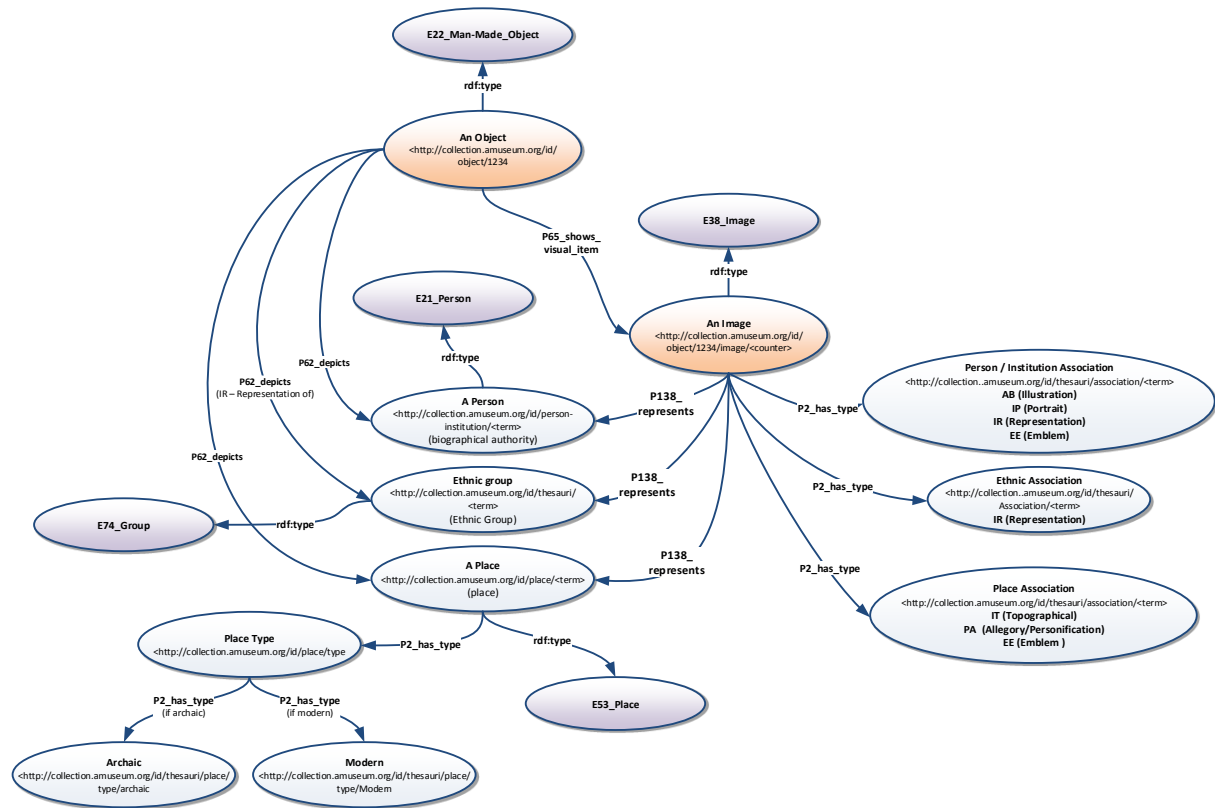 E22_Man-Made_Object
rdf:type
An Object
<http://collection.amuseum.org/id/
object/1234
E38_Image
P65_shows_
visual_item
rdf:type
E21_Person
An Image
<http://collection.amuseum.org/id/
object/1234/image/<counter>
rdf:type
P62_depicts
P62_depicts
(IR – Representation of)
A Person
<http://collection.amuseum.org/id/person-
institution/<term>
(biographical authority)
P138_
represents
P2_has_type
Person / Institution Association
<http://collection..amuseum.org/id/thesauri/association/<term>
AB (Illustration)
IP (Portrait)
IR (Representation)
EE (Emblem)
P62_depicts
Ethnic group
<http://collection.amuseum.org/id/thesauri/
<term>
(Ethnic Group)
P138_
represents
P2_has_type
Ethnic Association
<http://collection..amuseum.org/id/thesauri/
Association/<term>
IR (Representation)
E74_Group
rdf:type
A Place
<http://collection.amuseum.org/id/place/<term>
(place)
P138_
represents
P2_has_type
Place Association
<http://collection.amuseum.org/id/thesauri/association/<term>
IT (Topographical)
PA (Allegory/Personification)
EE (Emblem )
Place Type
<http://collection.amuseum.org/id/place/type
P2_has_type
rdf:type
E53_Place
P2_has_type
(if archaic)
P2_has_type
(if modern)
Archaic
<http://collection.amuseum.org/id/thesauri/place/
type/archaic
Modern
<http://collection.amuseum.org/id/thesauri/place/
type/Modern